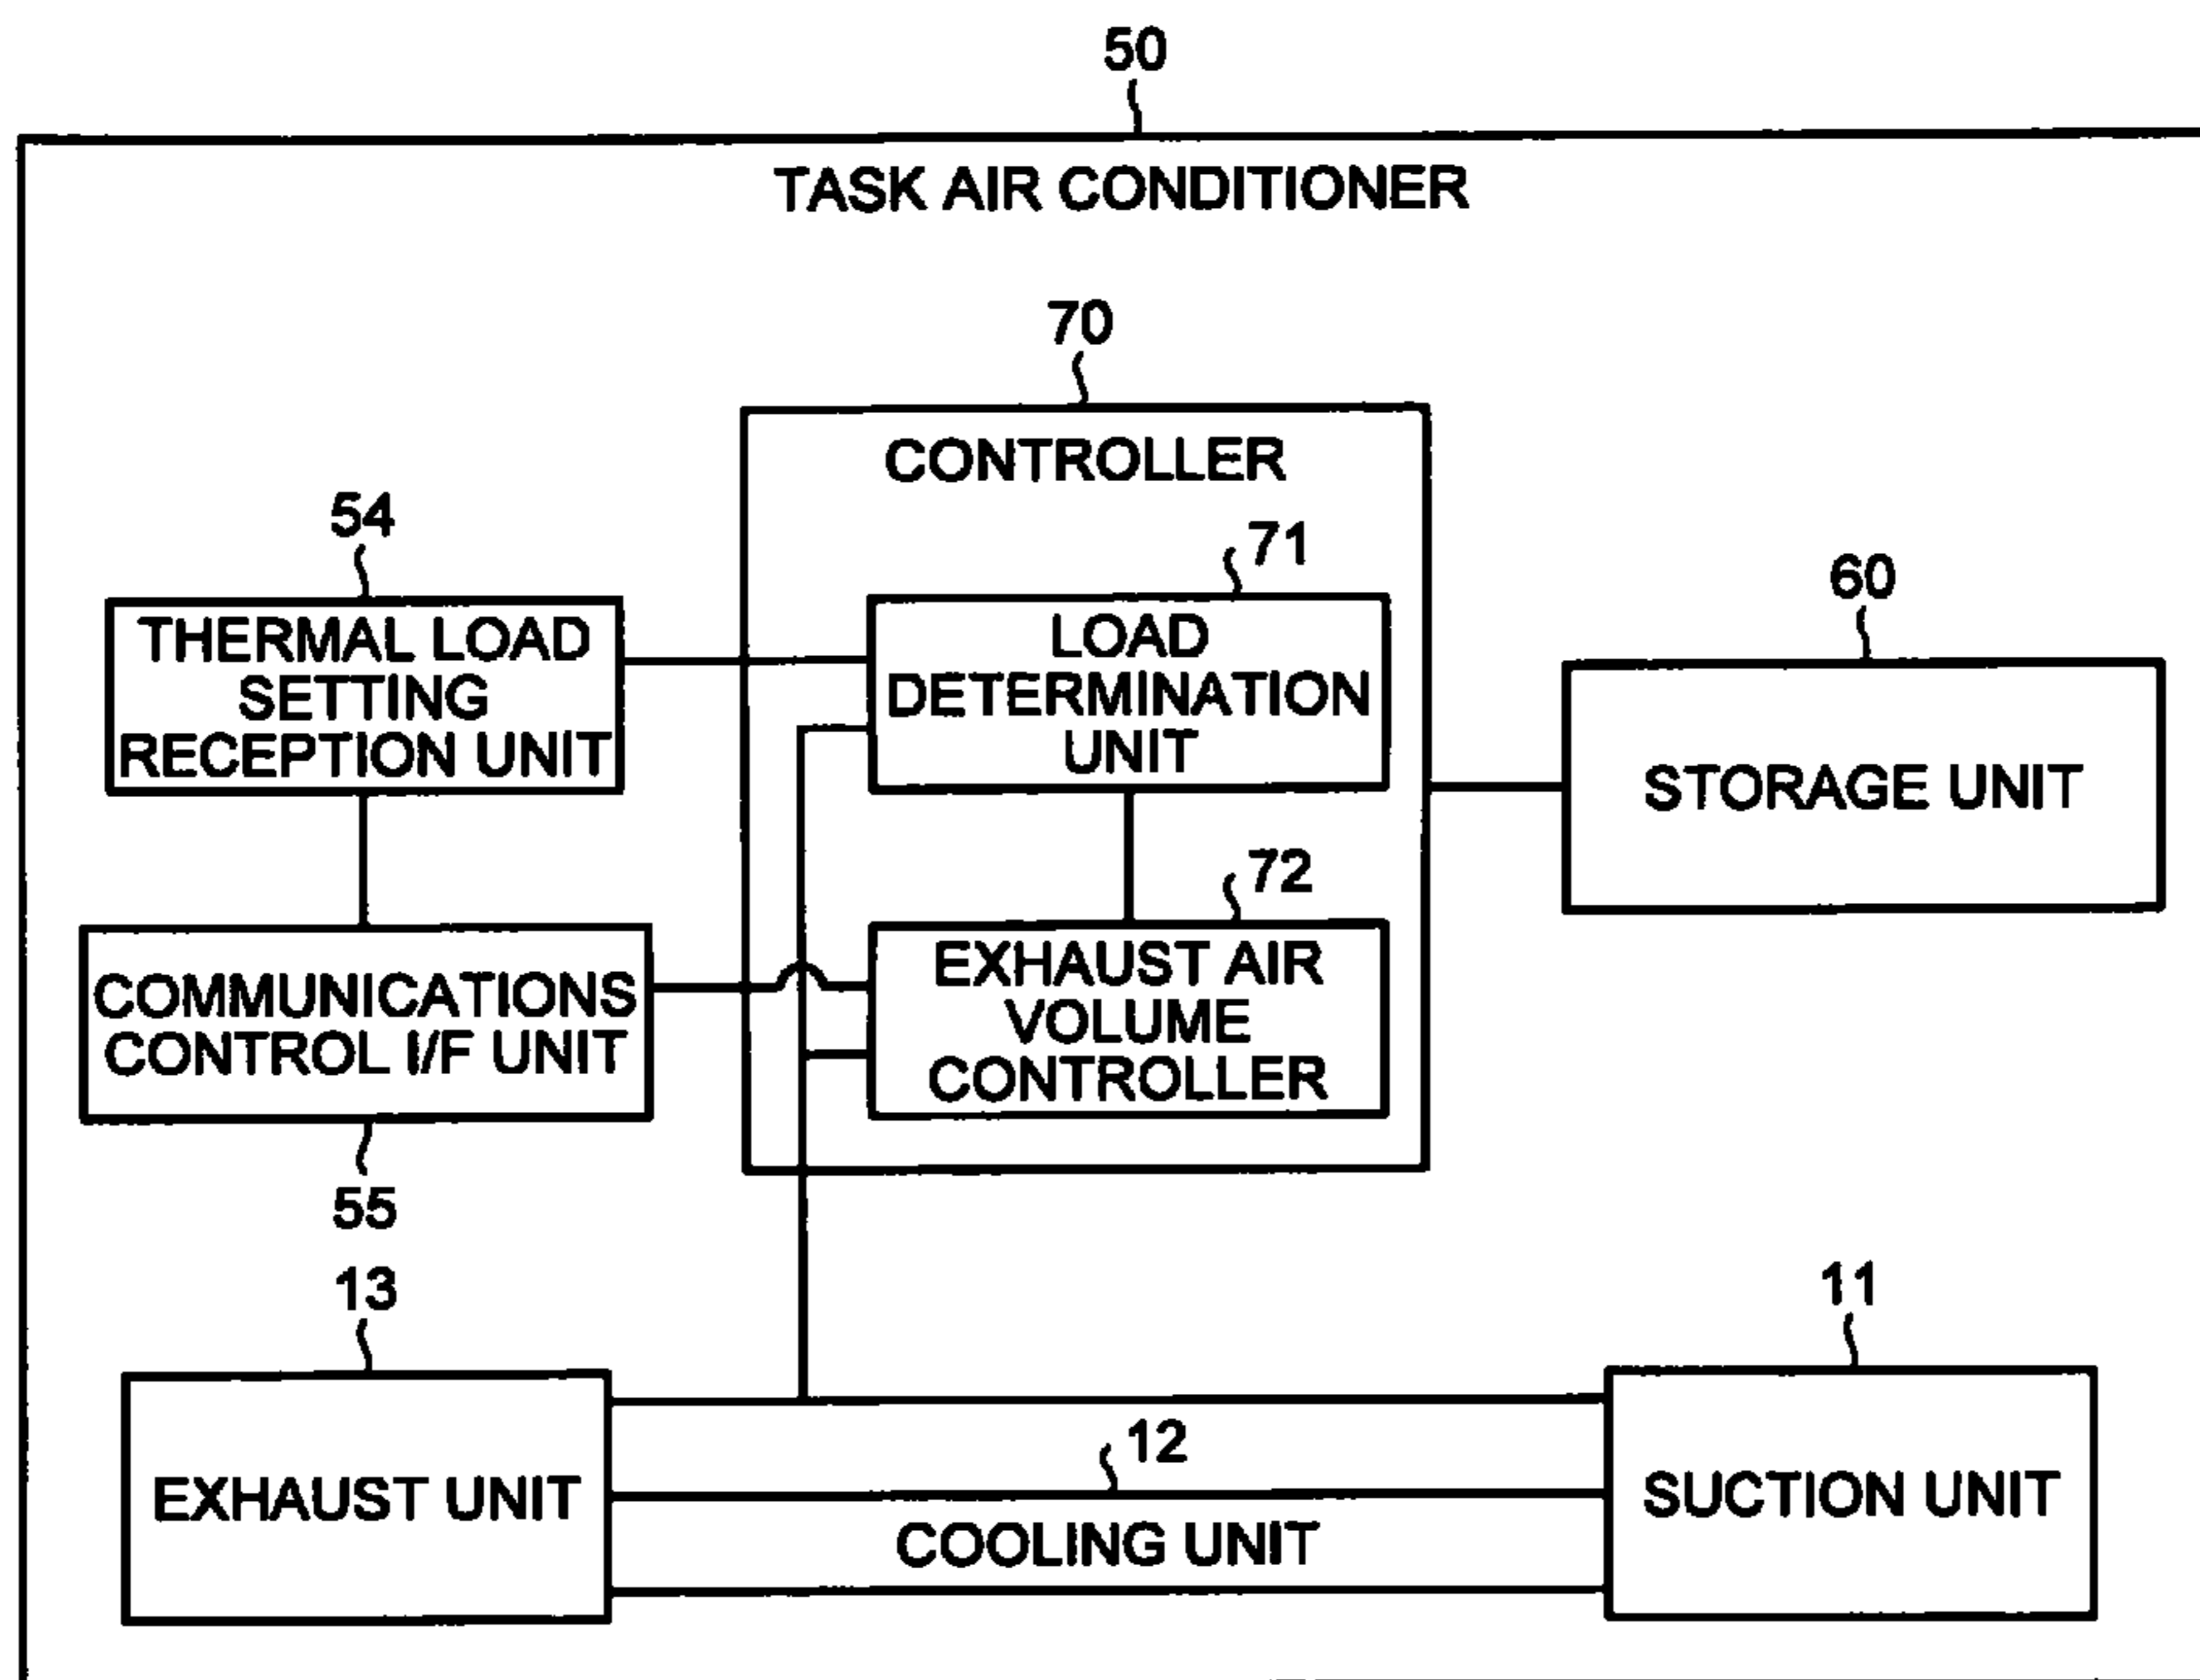 50
TASK AIR CONDITIONER
70
CONTROLLER
54
THERMAL LOAD
SETTING
RECEPTION UNIT
71
LOAD
DETERMINATION
UNIT
60
STORAGE UNIT
72
EXHAUST AIR
VOLUME
CONTROLLER
COMMUNICATIONS
CONTROL I/F UNIT
55
13
EXHAUST UNIT
12
COOLING UNIT
11
SUCTION UNIT